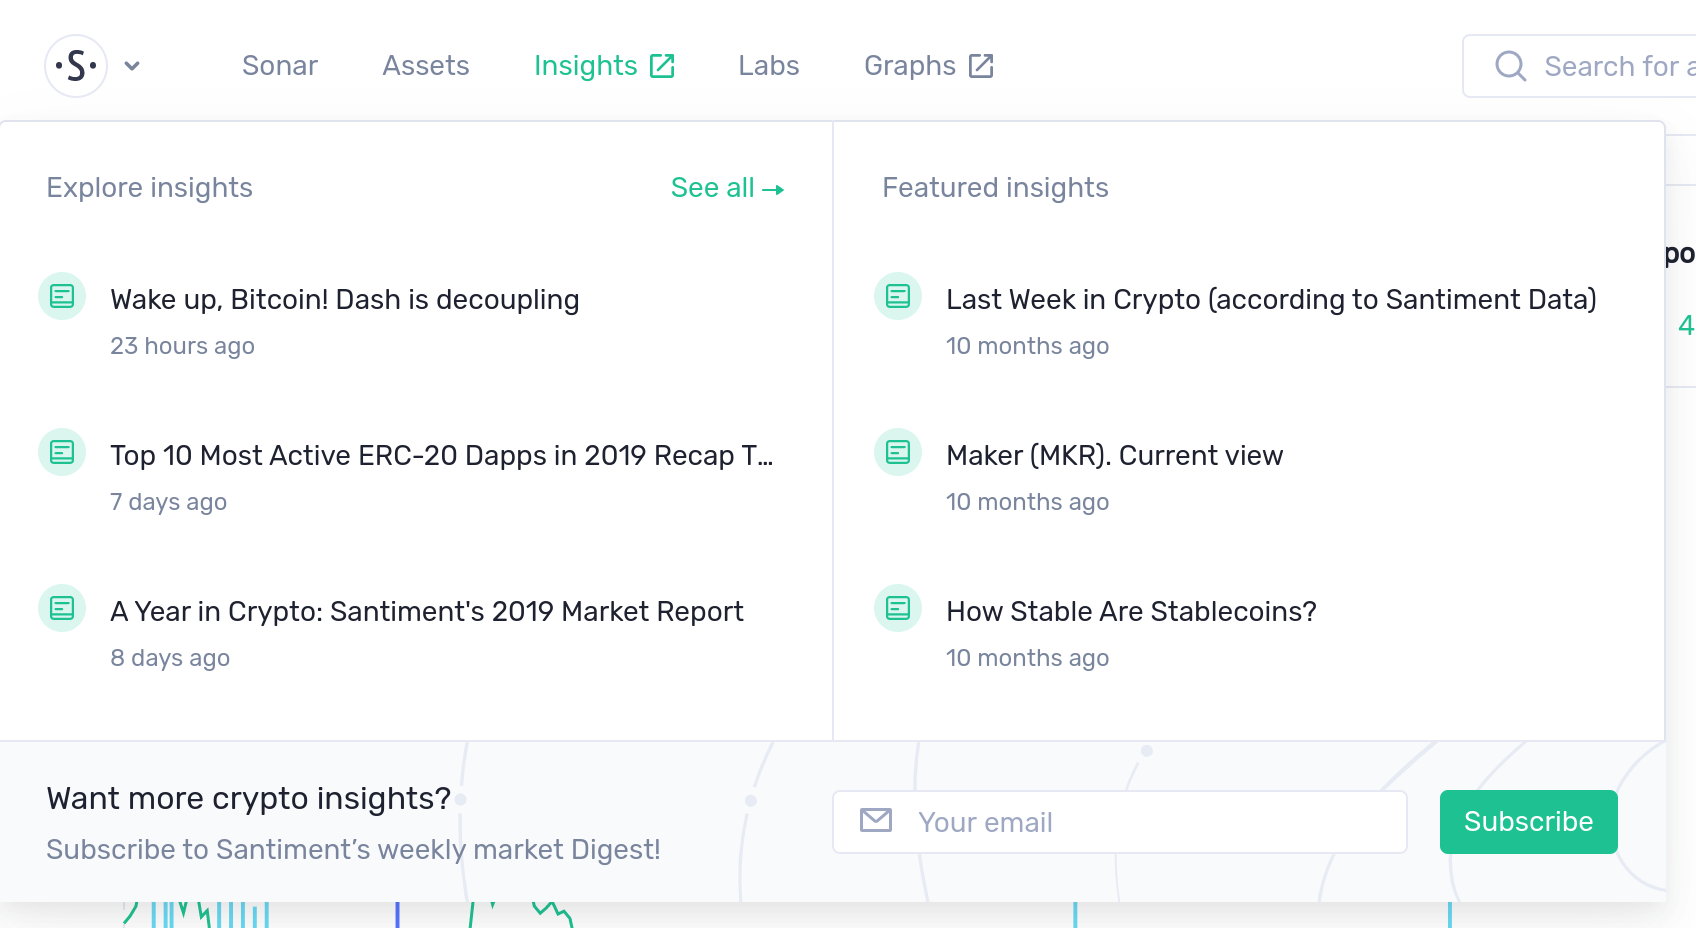 ·S·
Sonar
Assets
Insights
Labs
Graphs
Search for a
Explore insights
See all →
Wake up, Bitcoin! Dash is decoupling
23 hours ago
Top 10 Most Active ERC-20 Dapps in 2019 Recap T...
7 days ago
A Year in Crypto: Santiment's 2019 Market Report
8 days ago
Featured insights
Last Week in Crypto (according to Santiment Data)
10 months ago
Maker (MKR). Current view
10 months ago
How Stable Are Stablecoins?
10 months ago
po
4
Want more crypto insights?
Subscribe to Santiment’s weekly market Digest!
Your email
Subscribe